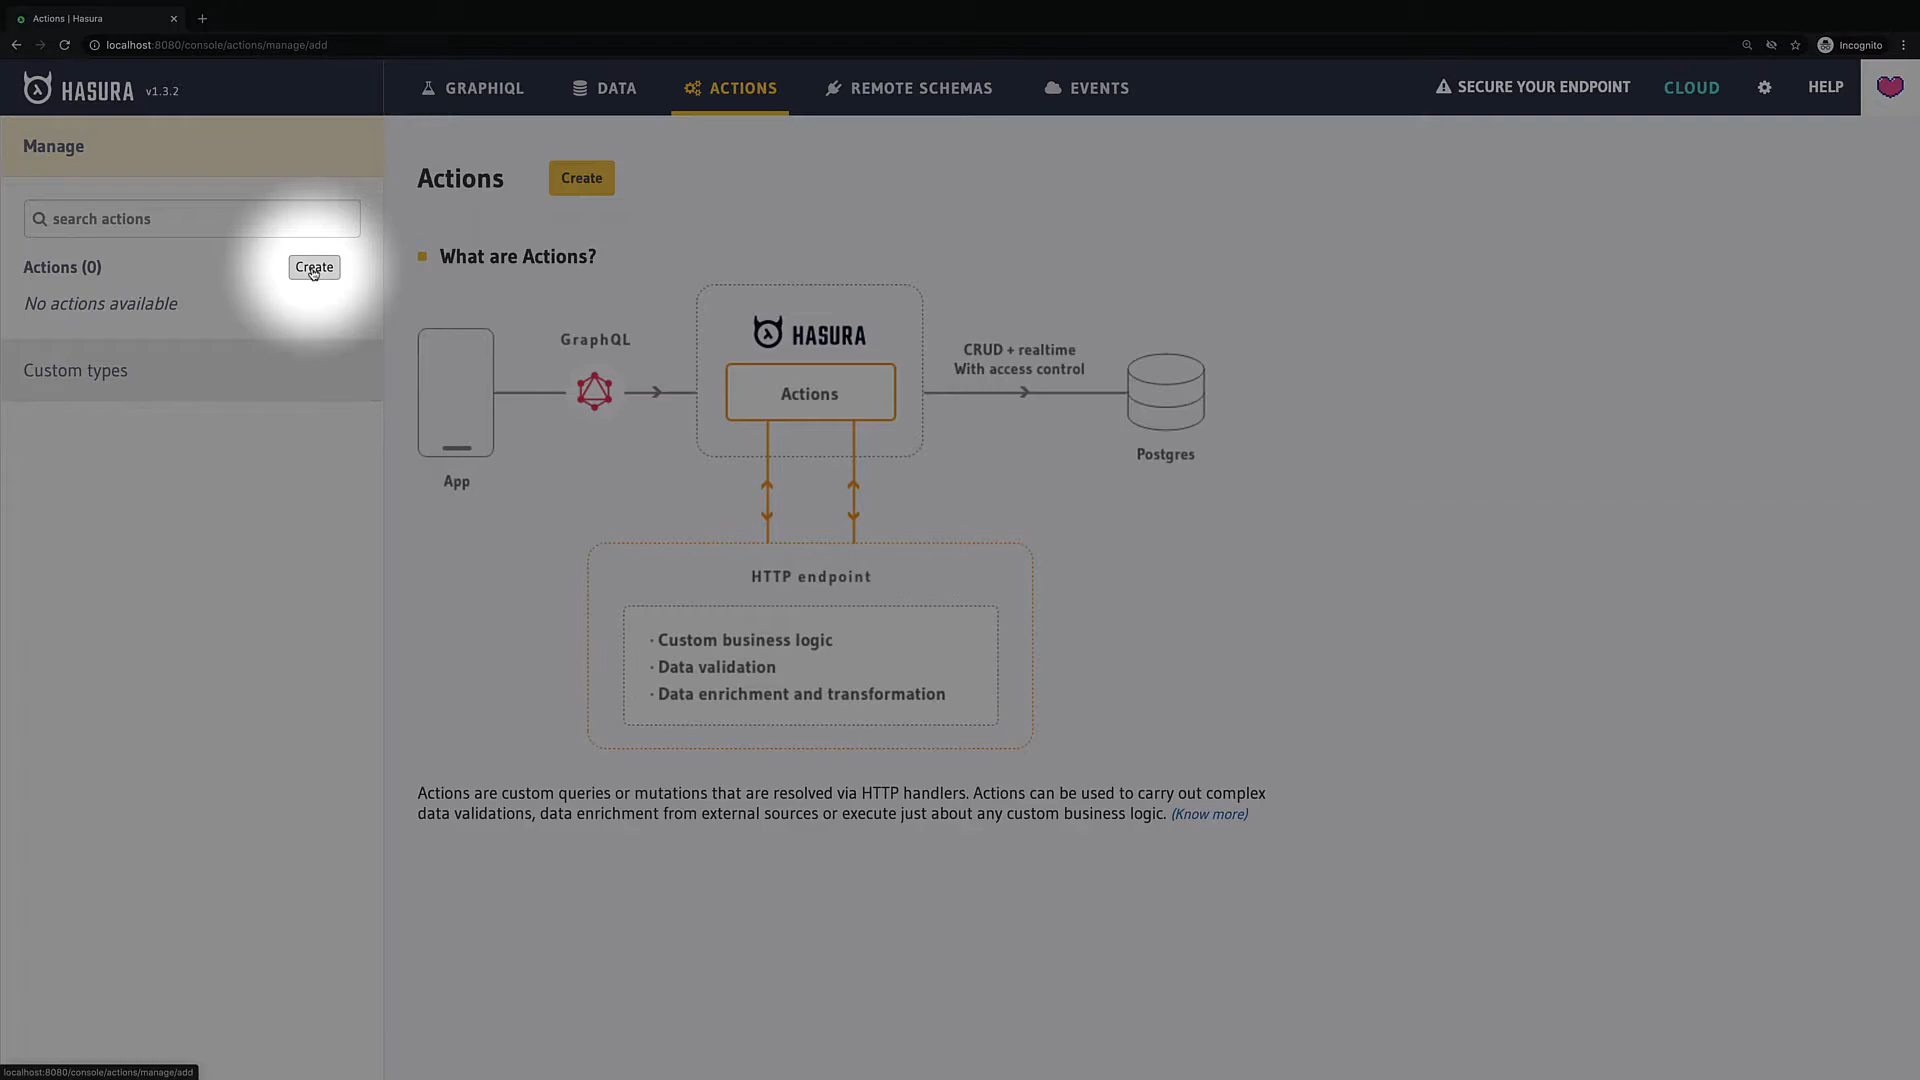 Actions | Hasura
localhost:8080/console/actions/manage/add
Incognito
HASURA v1.3.2
GRAPHIQL
DATA
ACTIONS
REMOTE SCHEMAS
EVENTS
SECURE YOUR ENDPOINT
CLOUD
HELP
Manage
search actions
Actions (0)
Create
No actions available
Custom types
Actions
Create
What are Actions?
GraphQL
HASURA
Actions
CRUD + realtime
With access control
App
Postgres
HTTP endpoint
· Custom business logic
· Data validation
· Data enrichment and transformation
Actions are custom queries or mutations that are resolved via HTTP handlers. Actions can be used to carry out complex
data validations, data enrichment from external sources or execute just about any custom business logic. (Know more)
localhost:8080/console/actions/manage/add